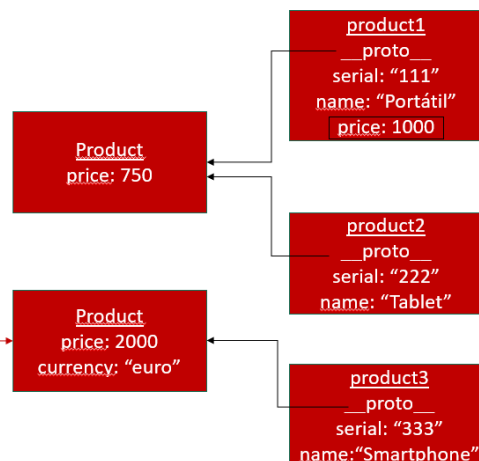 product1
__proto__
serial: “111”
name: “Portátil”
price: 1000
Product
price: 750
product2
__proto__
serial: “222”
name: “Tablet”
Product
price: 2000
currency: “euro”
product3
__proto__
serial: “333”
name:“Smartphone”